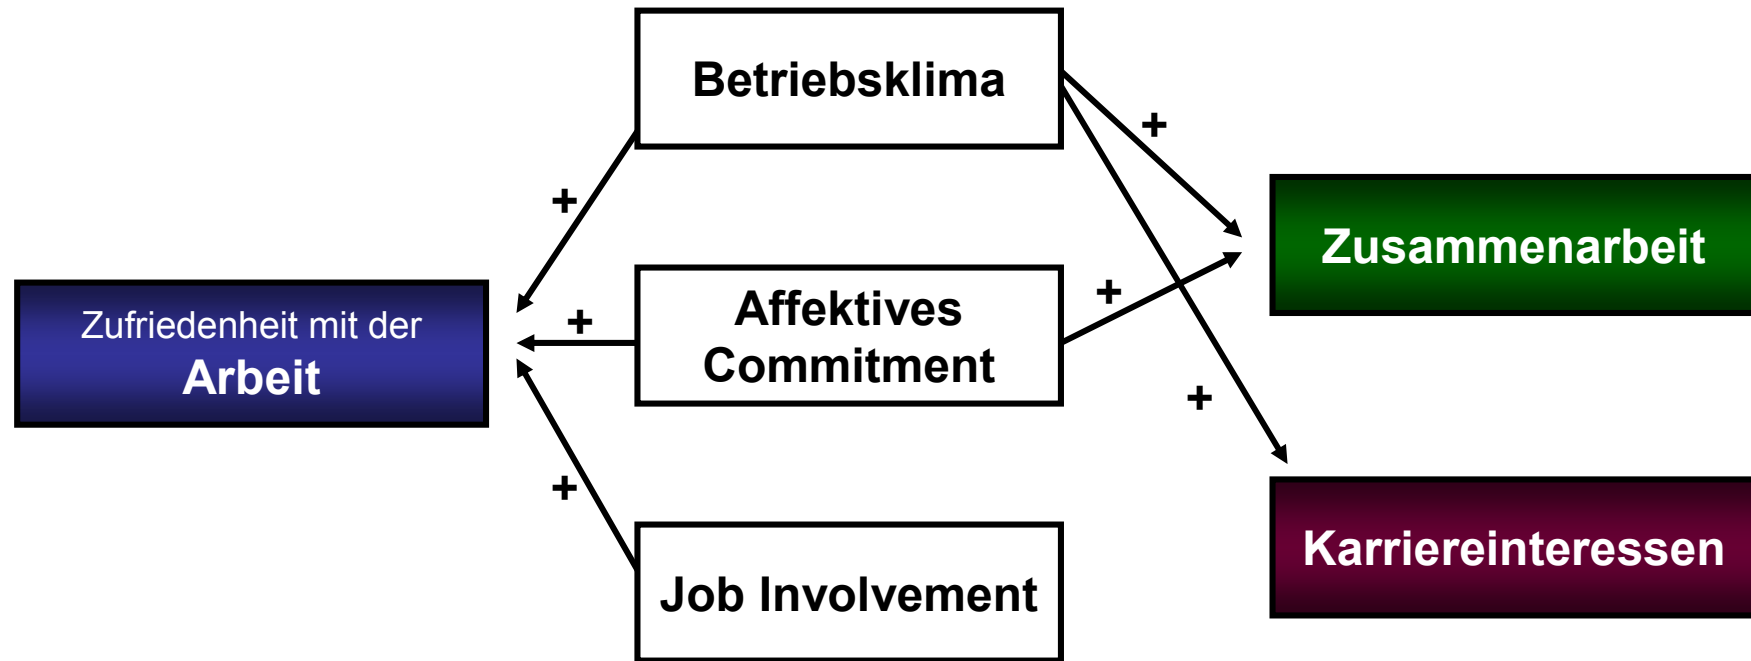 Betriebsklima
+
+
Zusammenarbeit
Zufriedenheit mit der
Arbeit
+
Affektives
Commitment
+
+
+
Job Involvement
Karriereinteressen